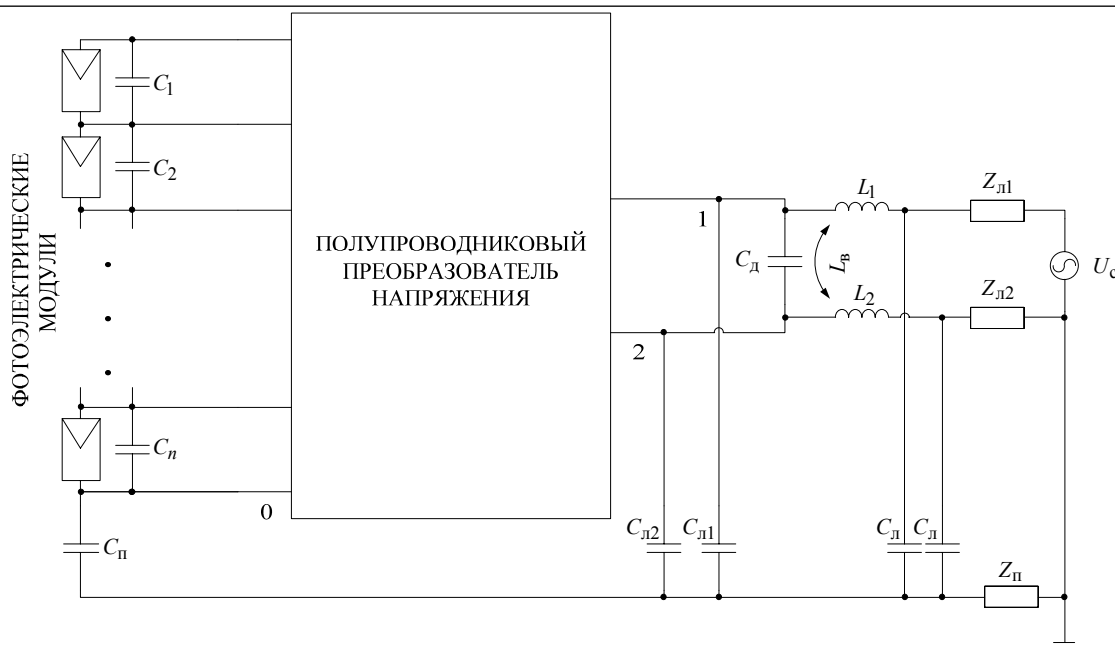 ФОТОЭЛЕКТРИЧЕСКИЕ
МОДУЛИ
C1
C2
Cn
Cп
0
ПОЛУПРОВОДНИКОВЫЙ
ПРЕОБРАЗОВАТЕЛЬ
НАПРЯЖЕНИЯ
1
2
Cл2
Cл1
Cд
L1
Lв
L2
Cл
Cл
Zл1
Zл2
Uс
Zп